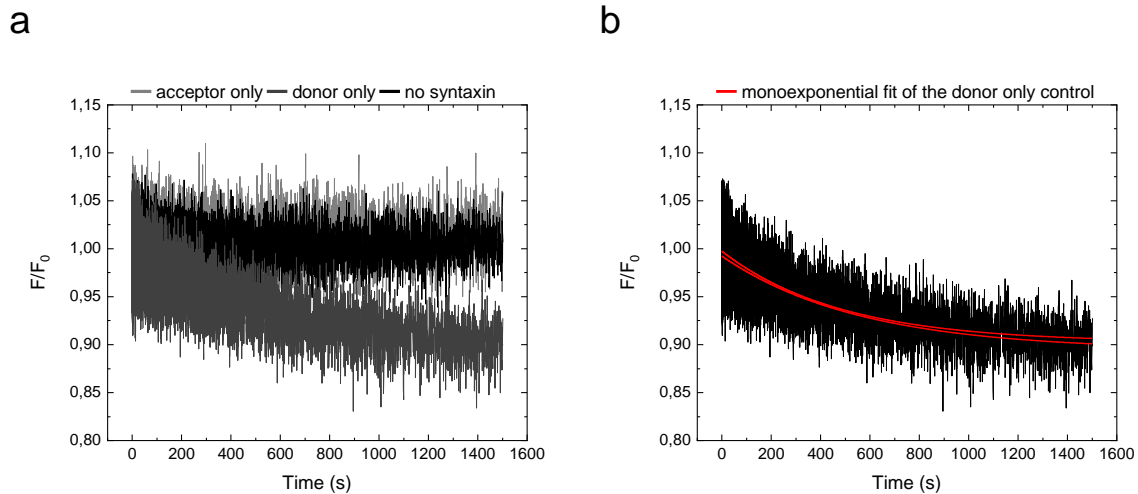 a
acceptor only donor only no syntaxin
1,15
1,10
1,05
1,00
0,95
0,90
0,85
0,80
F/F0
0 200 400 600 800 1000 1200 1400 1600
Time (s)
b
monoexponential fit of the donor only control
1,15
1,10
1,05
1,00
0,95
0,90
0,85
0,80
F/F0
0 200 400 600 800 1000 1200 1400 1600
Time (s)